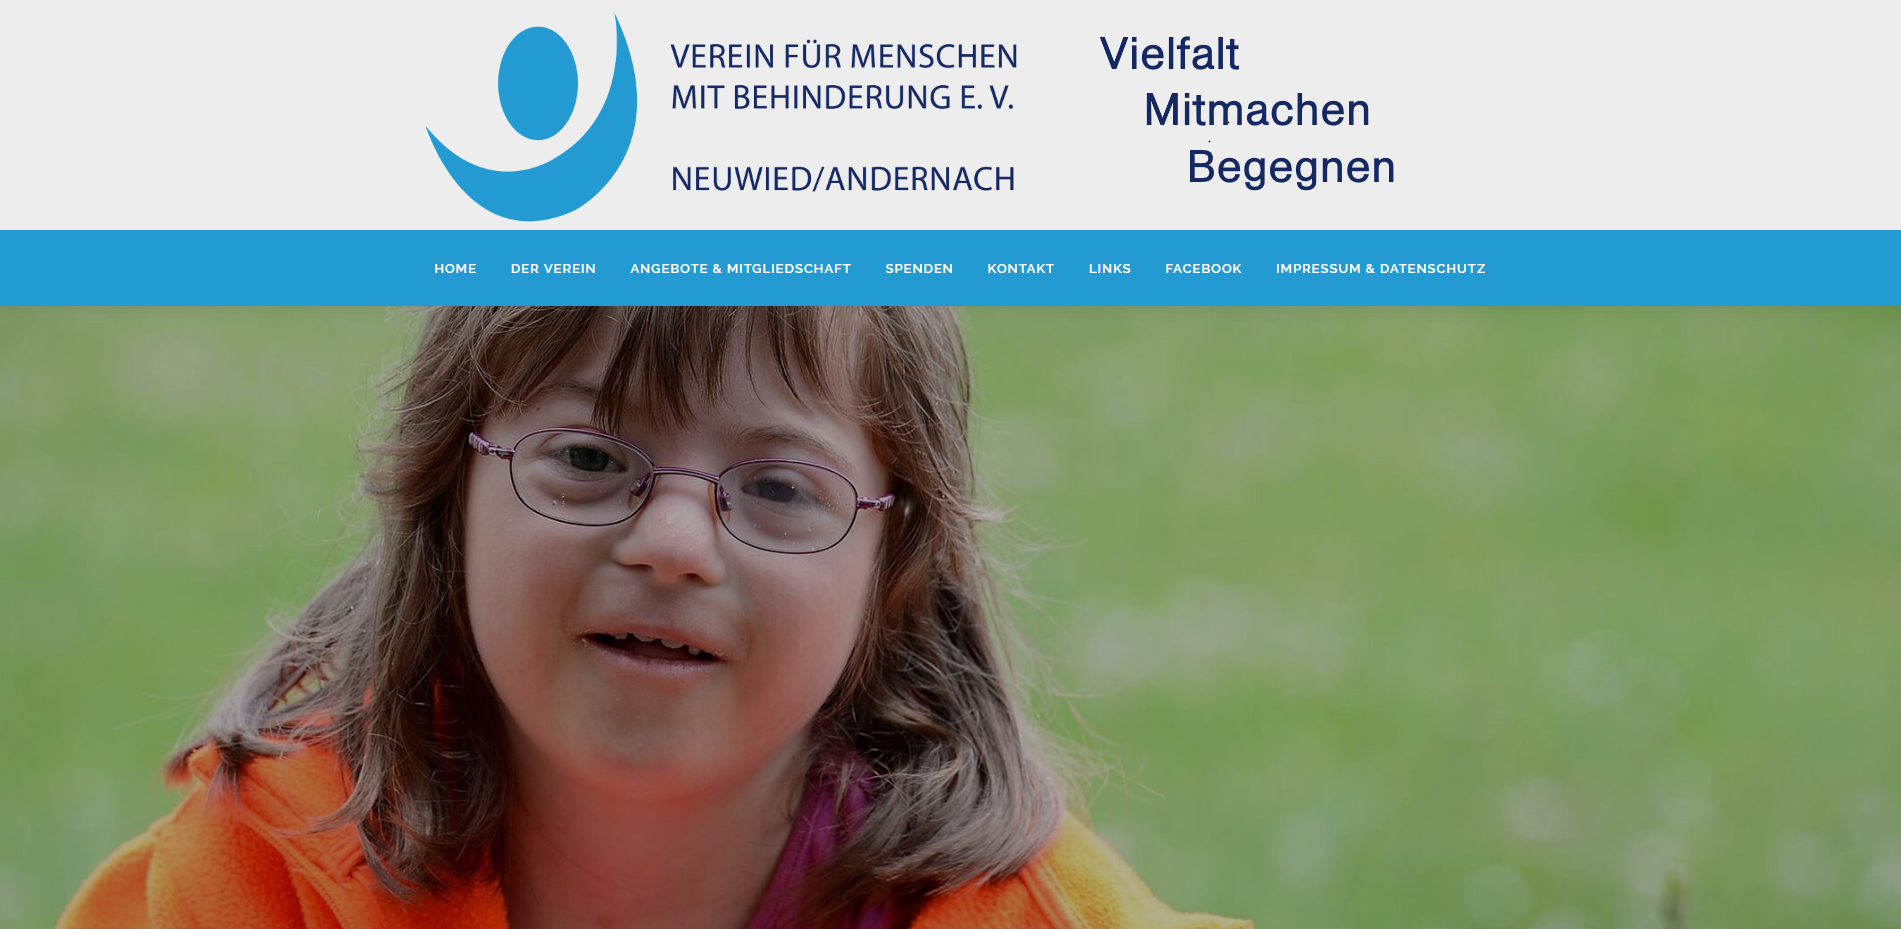 VEREIN FÜR MENSCHEN
MIT BEHINDERUNG E. V.
NEUWIED/ANDERNACH
Vielfalt
Mitmachen
Begegnen
HOME DER VEREIN ANGEBOTE & MITGLIEDSCHAFT SPENDEN KONTAKT LINKS FACEBOOK IMPRESSUM & DATENSCHUTZ